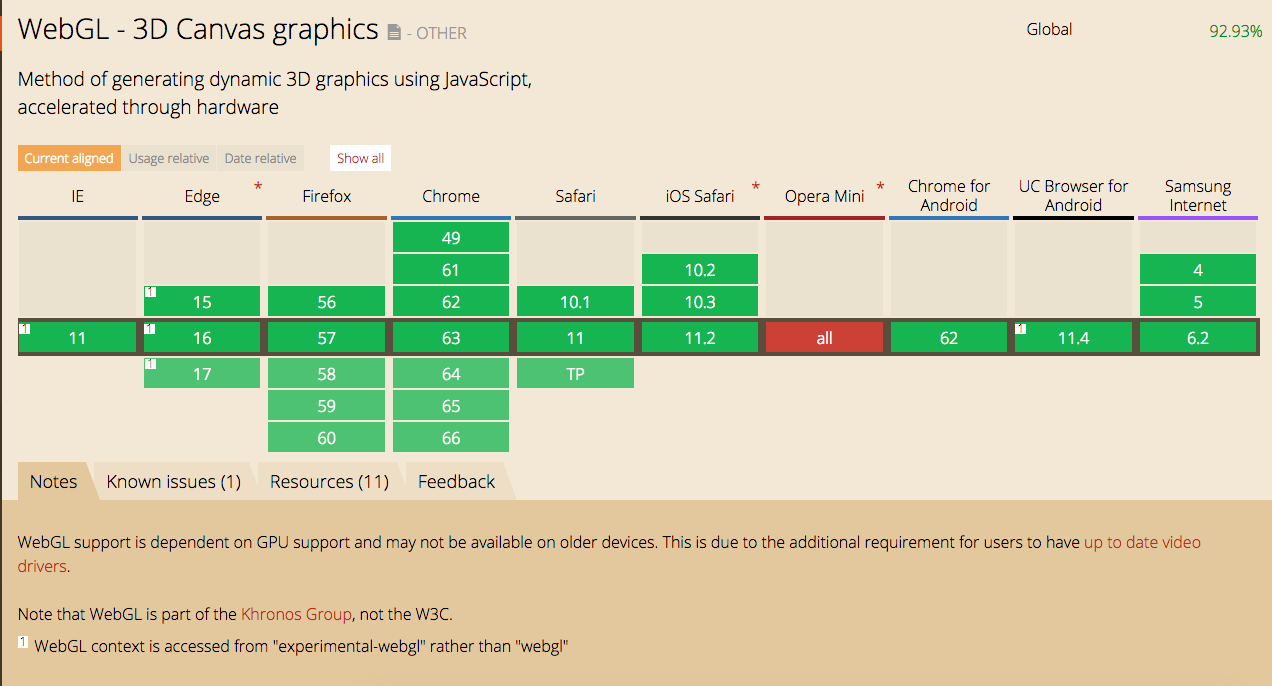 WebGL - 3D Canvas graphics - OTHER
Global 92.93%
Method of generating dynamic 3D graphics using JavaScript,
accelerated through hardware
Current aligned Usage relative Date relative Show all
IE Edge * Firefox Chrome Safari iOS Safari * Opera Mini * Chrome for Android UC Browser for Android Samsung Internet
49
61 10.2 4
1 15 56 62 10.1 10.3 5
1 11 1 16 57 63 11 11.2 all 62 1 11.4 6.2
1 17 58 64 TP
59 65
60 66
Notes Known issues (1) Resources (11) Feedback
WebGL support is dependent on GPU support and may not be available on older devices. This is due to the additional requirement for users to have up to date video
drivers.
Note that WebGL is part of the Khronos Group, not the W3C.
1 WebGL context is accessed from "experimental-webgl" rather than "webgl"